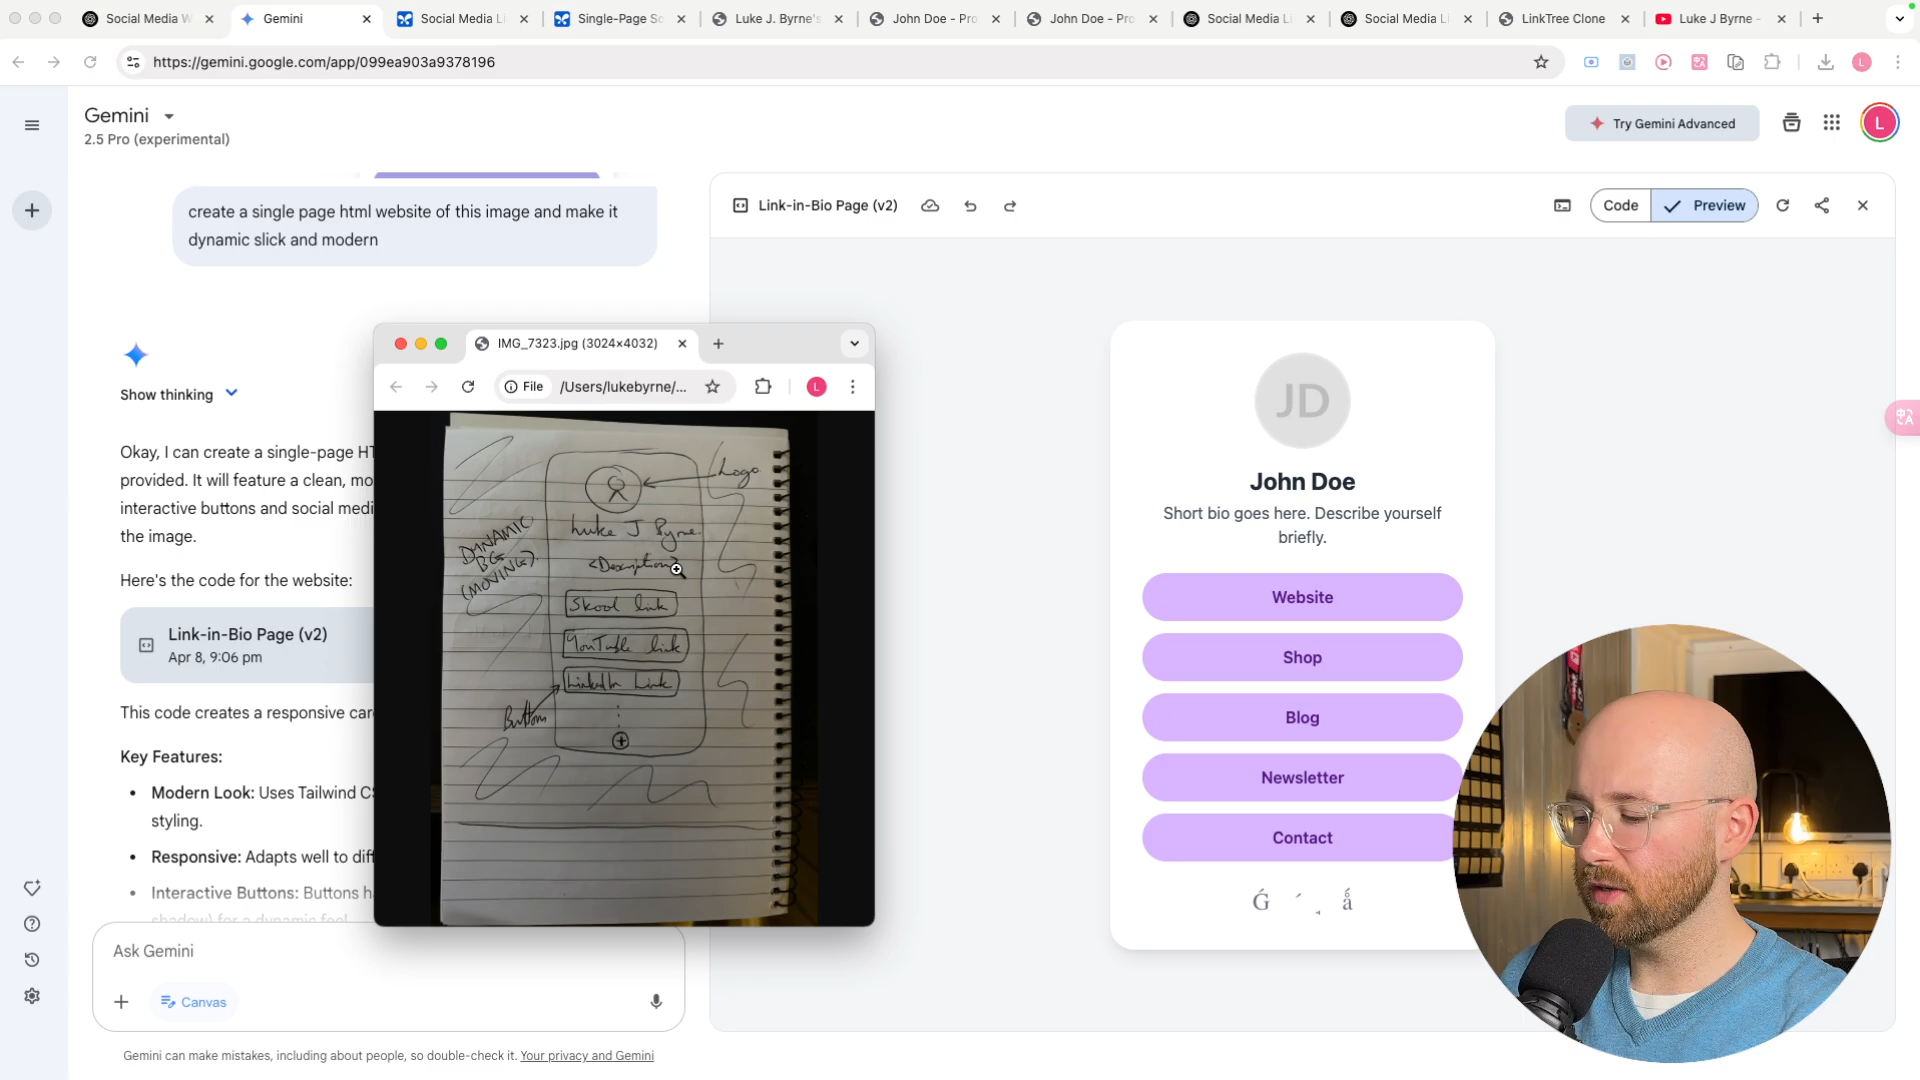 Social Media W
Gemini
Social Media Li
Single-Page So
Luke J. Byrne's
John Doe - Pro
John Doe - Pro
Social Media Li
Social Media Li
LinkTree Clone
Luke J Byrne -
https://gemini.google.com/app/099ea903a9378196
L
Gemini
2.5 Pro (experimental)
Try Gemini Advanced
L
create a single page html website of this image and make it
dynamic slick and modern
Link-in-Bio Page (v2)
Code
Preview
Show thinking
Okay, I can create a single-page HT
provided. It will feature a clean, mo
interactive buttons and social medi
the image.
Here's the code for the website:
Link-in-Bio Page (v2)
Apr 8, 9:06 pm
This code creates a responsive car
Key Features:
Modern Look: Uses Tailwind CS
styling.
Responsive: Adapts well to diff
Interactive Buttons: Buttons ha
shadow) for a dynamic feel
IMG_7323.jpg (3024×4032)
File
/Users/lukebyrne/...
L
Logo
Luke J Byrne
<Description>
DYNAMIC
BG
(MOVING)
Skool link
YouTube link
LinkedIn Link
Button
JD
John Doe
Short bio goes here. Describe yourself
briefly.
Website
Shop
Blog
Newsletter
Contact
Ask Gemini
Canvas
Gemini can make mistakes, including about people, so double-check it. Your privacy and Gemini